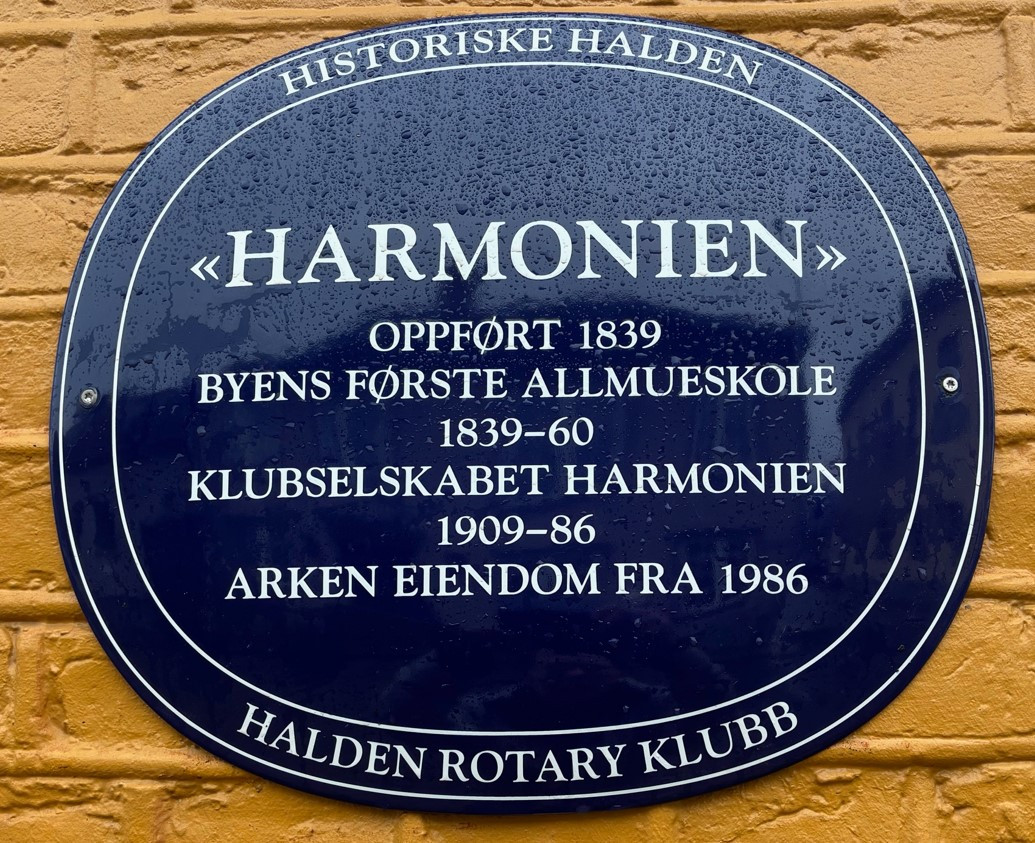 HISTORISKE HALDEN
«HARMONIEN»
OPPFØRT 1839
BYENS FØRSTE ALLMUESKOLE
1839–60
KLUBSELSKABET HARMONIEN
1909–86
ARKEN EIENDOM FRA 1986
HALDEN ROTARY KLUBB